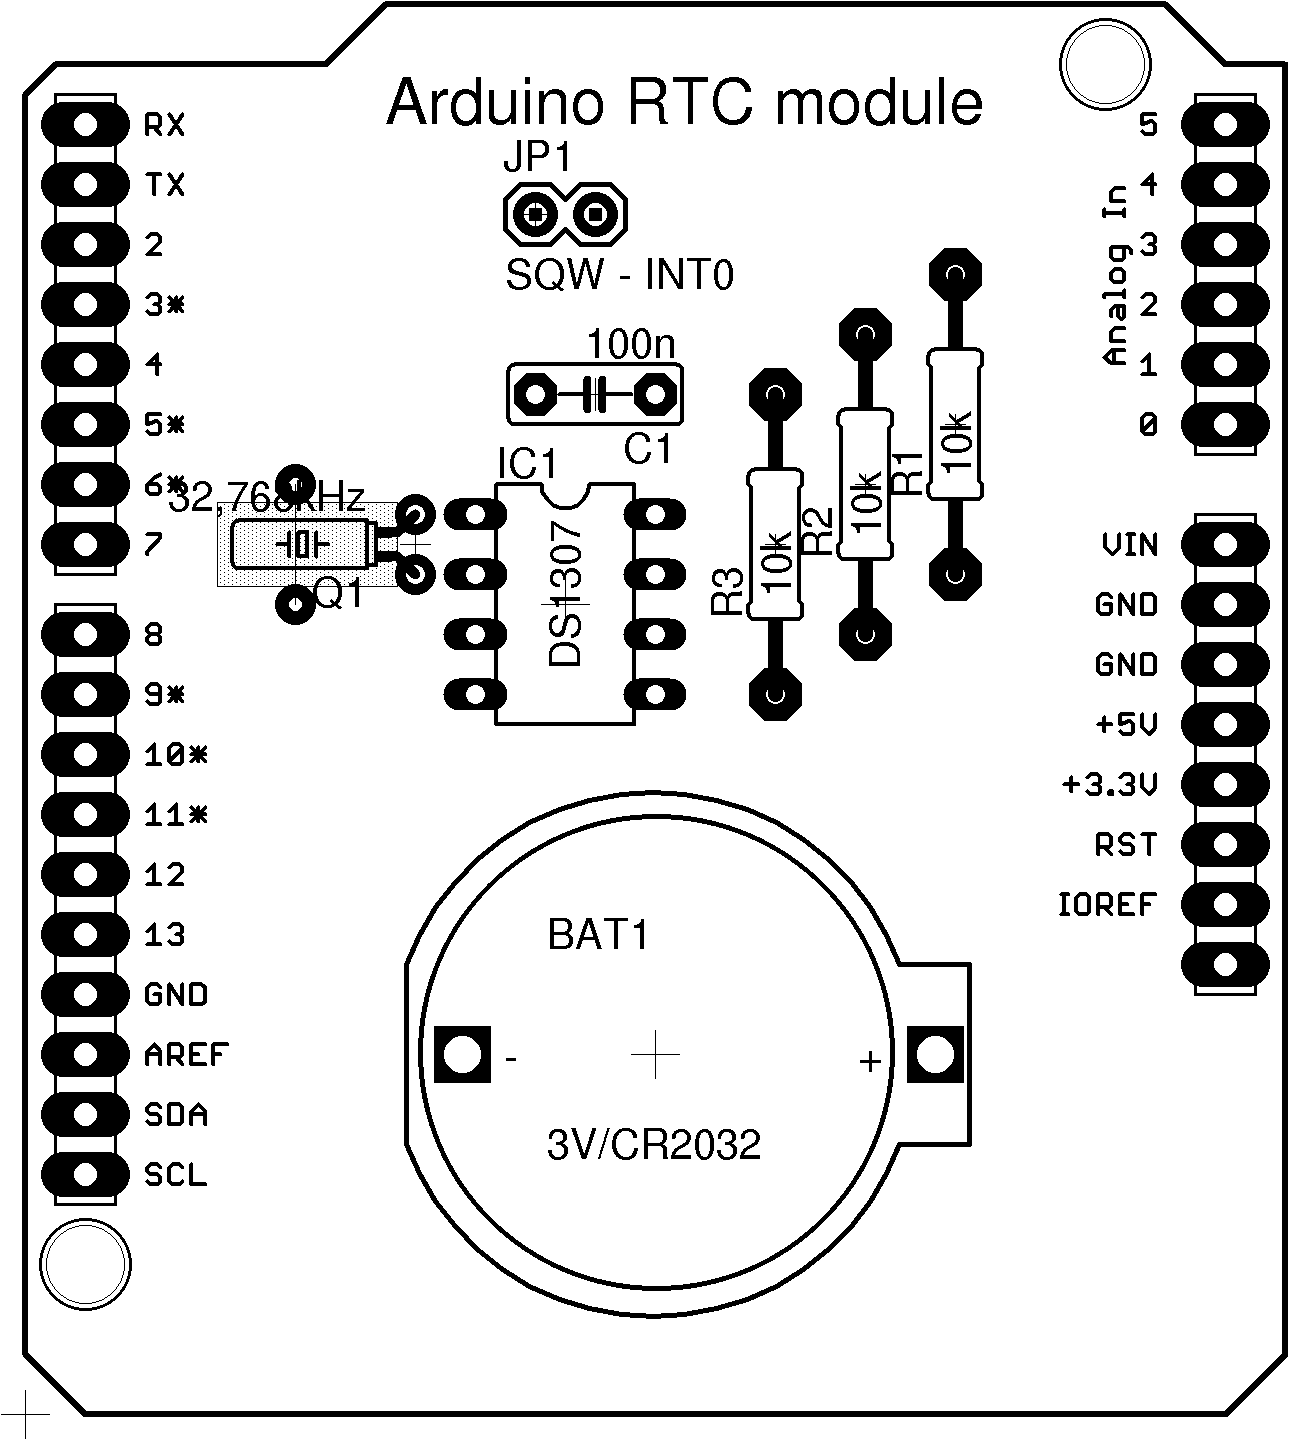 Arduino RTC module
JP1
SQW - INT0
100n
C1
IC1
DS1307
32,768kHz
Q1
R3
10k
R2
10k
R1
10k
BAT1
-
+
3V/CR2032
RX
TX
2
3*
4
5*
6*
7
8
9*
10*
11*
12
13
GND
AREF
SDA
SCL
Analog In
5
4
3
2
1
0
VIN
GND
GND
+5V
+3.3V
RST
IOREF